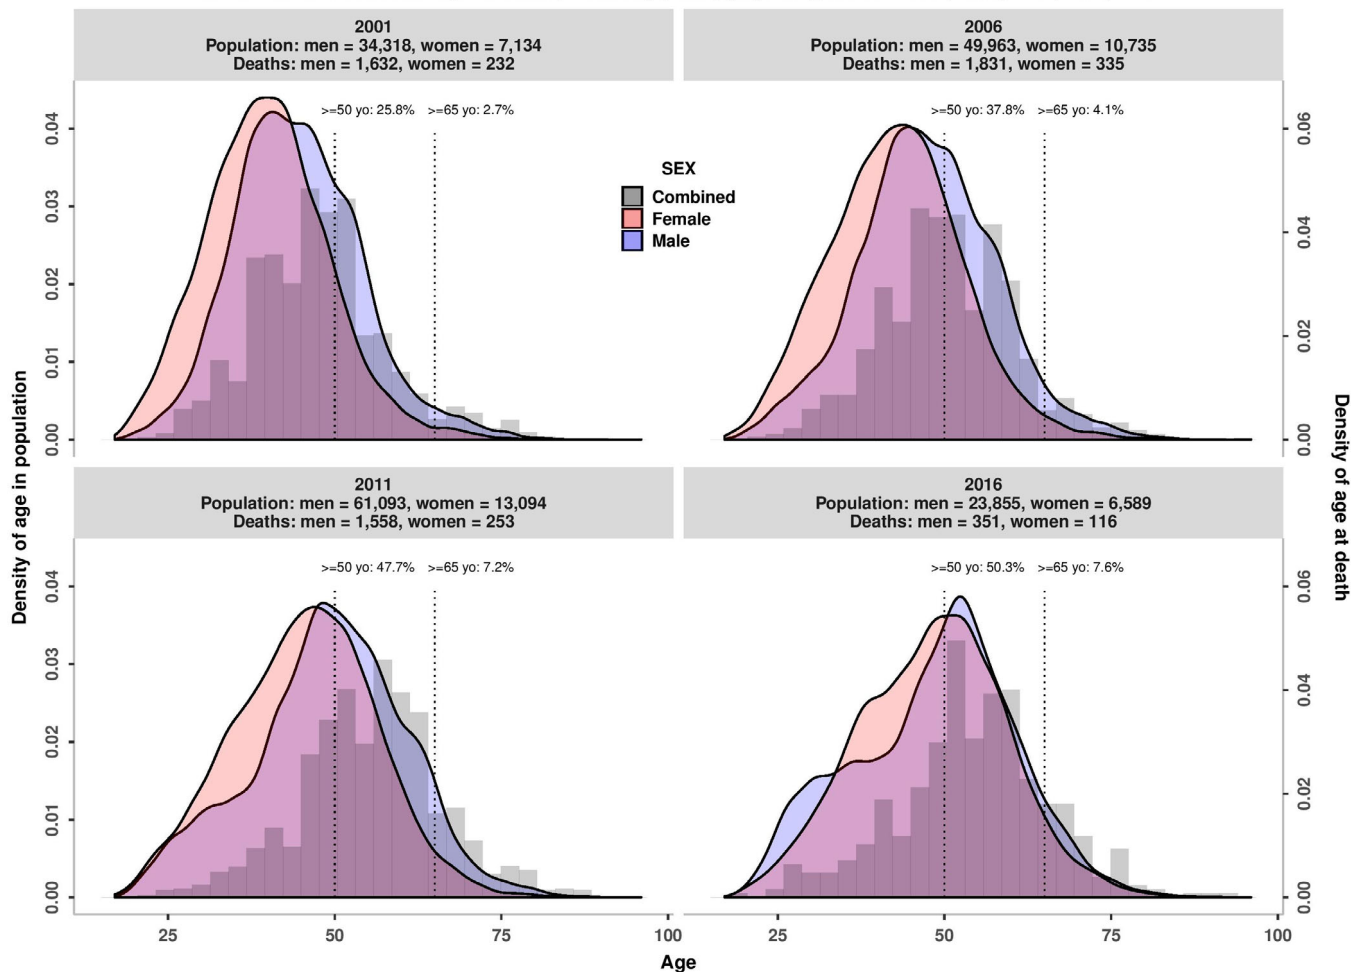 2001
Population: men = 34,318, women = 7,134
Deaths: men = 1,632, women = 232
2006
Population: men = 49,963, women = 10,735
Deaths: men = 1,831, women = 335
>=50 yo: 25.8% >=65 yo: 2.7%
>=50 yo: 37.8% >=65 yo: 4.1%
0.04
0.03
0.02
0.01
0.00
SEX
Combined
Female
Male
0.06
0.04
0.02
0.00
Density of age in population
Density of age at death
2011
Population: men = 61,093, women = 13,094
Deaths: men = 1,558, women = 253
2016
Population: men = 23,855, women = 6,589
Deaths: men = 351, women = 116
>=50 yo: 47.7% >=65 yo: 7.2%
>=50 yo: 50.3% >=65 yo: 7.6%
0.04
0.03
0.02
0.01
0.00
0.06
0.04
0.02
0.00
25 50 75 100
25 50 75 100
Age